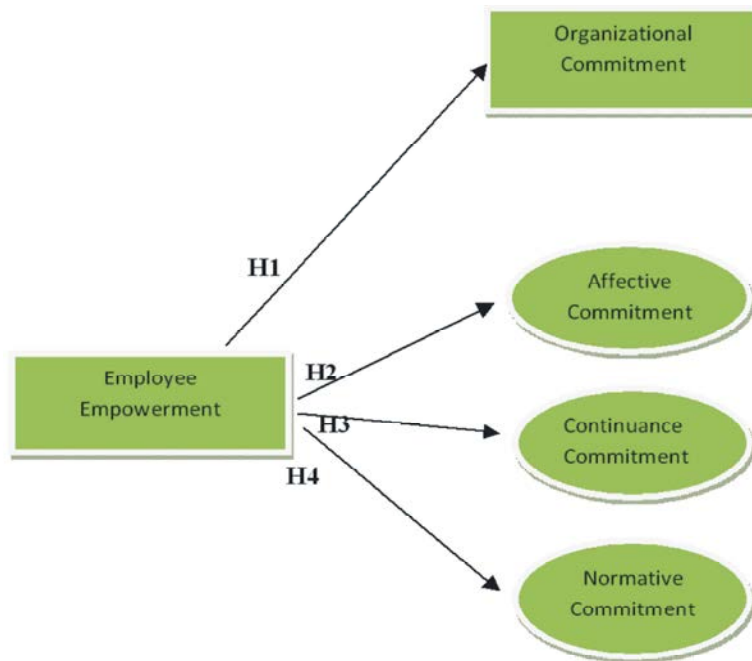 Organizational
Commitment
H1
Affective
Commitment
Employee
Empowerment
H2
H3
Continuance
Commitment
H4
Normative
Commitment